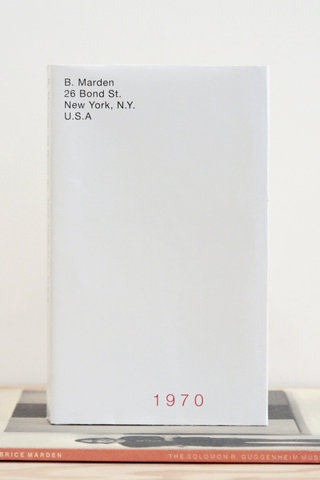 B. Marden
26 Bond St.
New York, N.Y.
U.S.A
1970
BRICE MARDEN THE SOLOMON R. GUGGENHEIM MUS